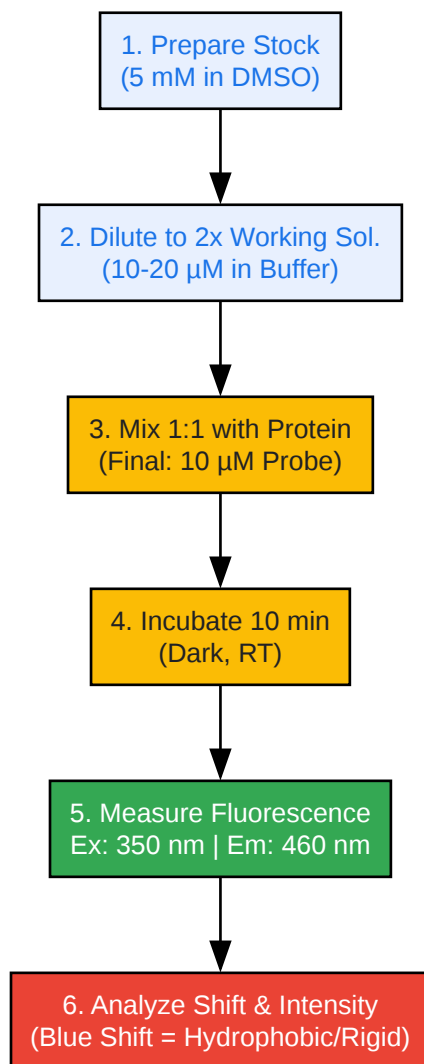 1. Prepare Stock
(5 mM in DMSO)
2. Dilute to 2x Working Sol.
(10-20 µM in Buffer)
3. Mix 1:1 with Protein
(Final: 10 µM Probe)
4. Incubate 10 min
(Dark, RT)
5. Measure Fluorescence
Ex: 350 nm | Em: 460 nm
6. Analyze Shift & Intensity
(Blue Shift = Hydrophobic/Rigid)